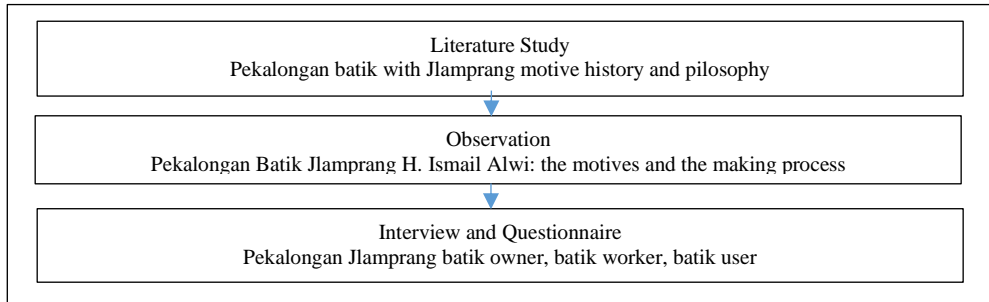 Literature Study
Pekalongan batik with Jlamprang motive history and pilosophy
Observation
Pekalongan Batik Jlamprang H. Ismail Alwi: the motives and the making process
Interview and Questionnaire
Pekalongan Jlamprang batik owner, batik worker, batik user